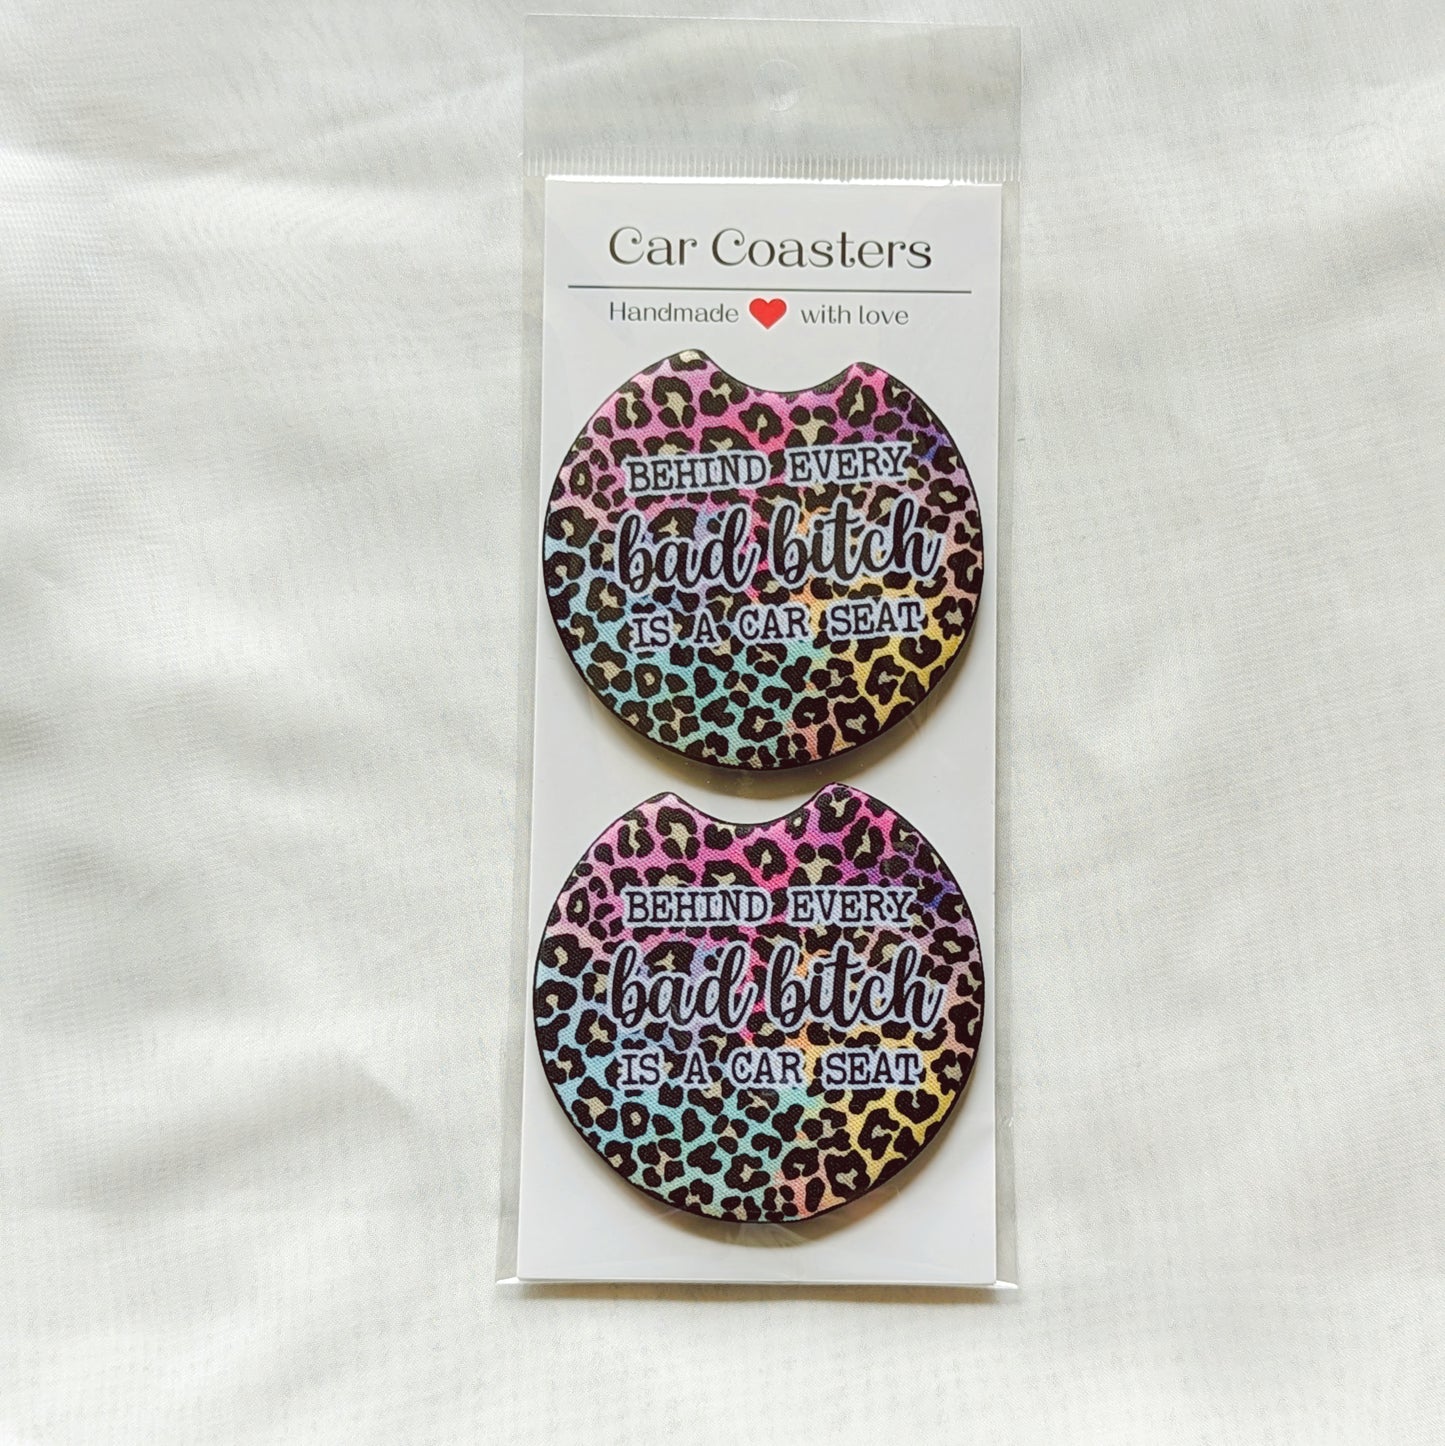 Car Coasters
Handmade ❤ with love
BEHIND EVERY
bad bitch
IS A CAR SEAT
BEHIND EVERY
bad bitch
IS A CAR SEAT